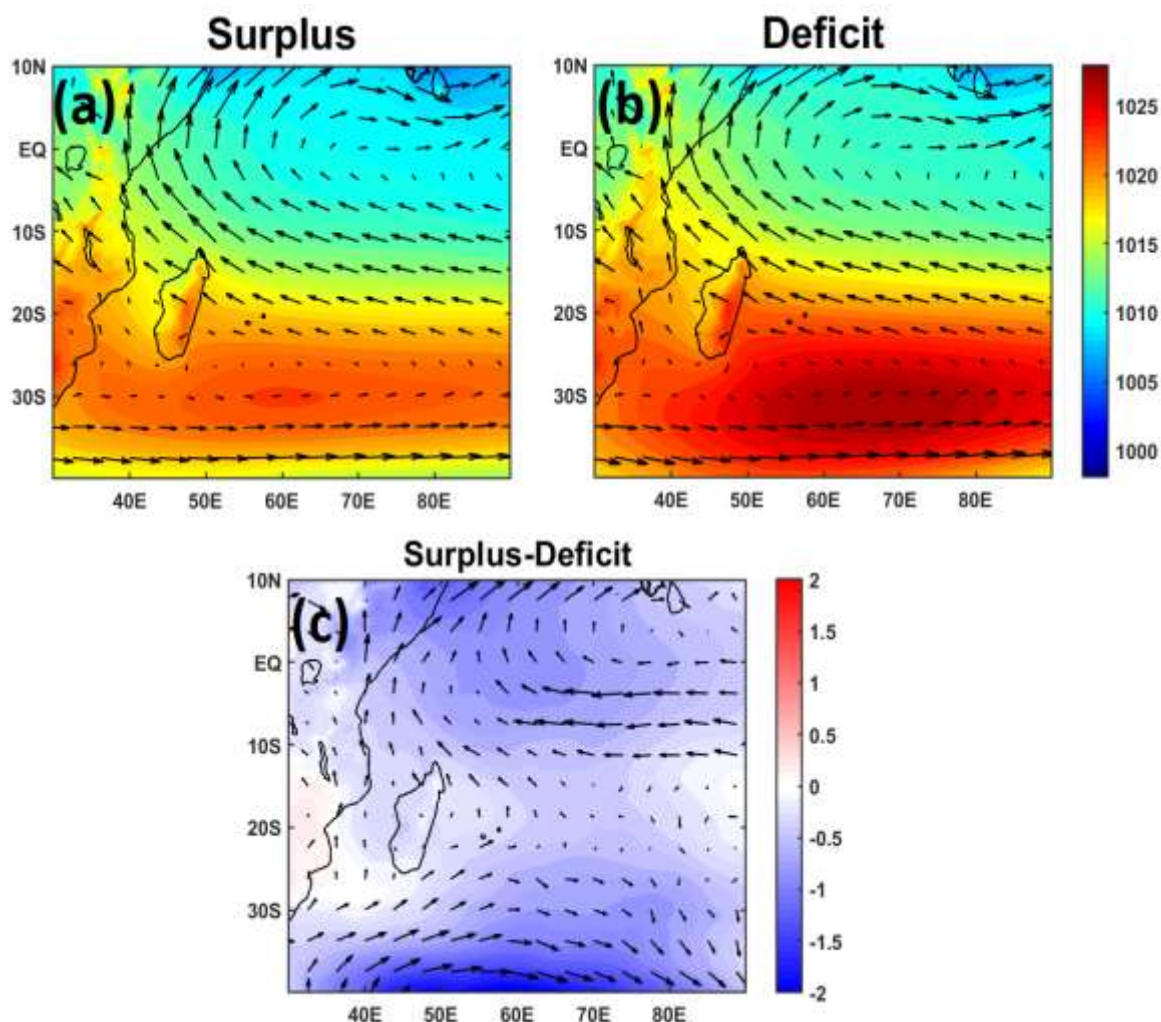 Surplus Deficit
(a) (b)
10N 10N
EQ EQ
10S 10S
20S 20S
30S 30S
40E 50E 60E 70E 80E 40E 50E 60E 70E 80E
1025
1020
1015
1010
1005
1000
Surplus-Deficit
(c)
10N
EQ
10S
20S
30S
40E 50E 60E 70E 80E
2
1.5
1
0.5
0
-0.5
-1
-1.5
-2